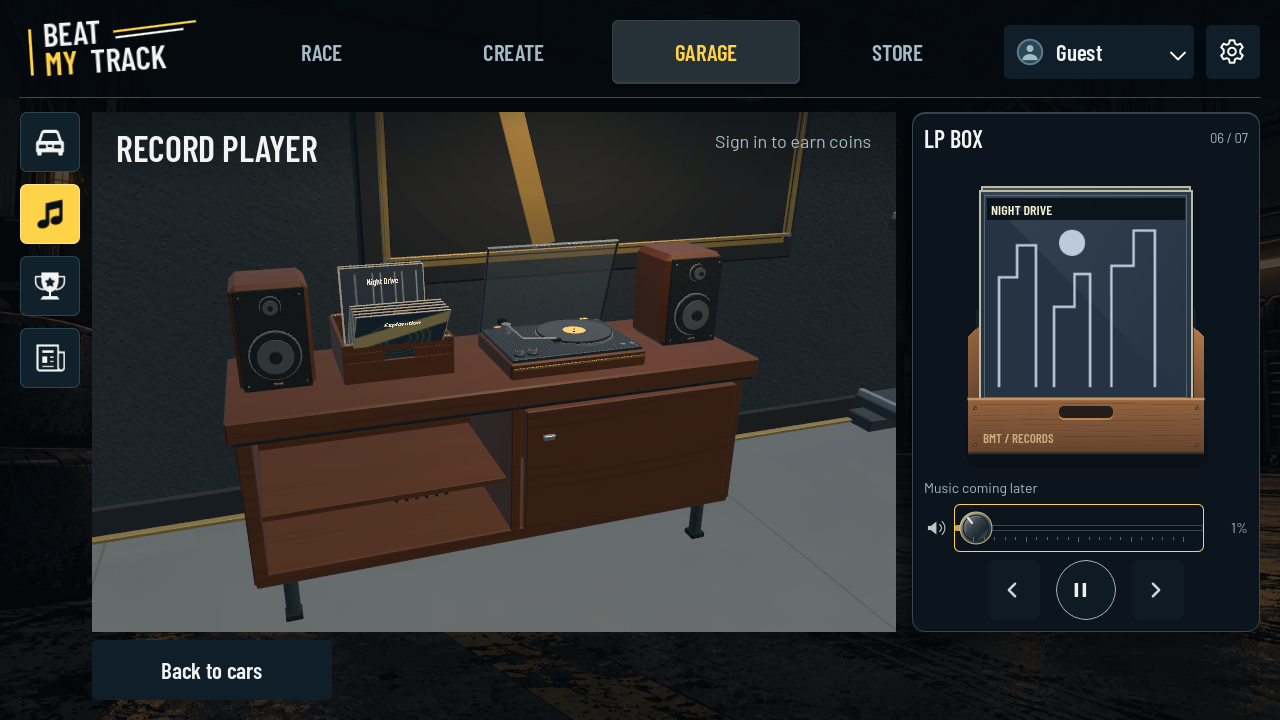 BEAT
MY TRACK
RACE
CREATE
GARAGE
STORE
Guest
RECORD PLAYER
Sign in to earn coins
LP BOX
06 / 07
NIGHT DRIVE
Night Drive
Exploration
BMT / RECORDS
Music coming later
1%
Back to cars